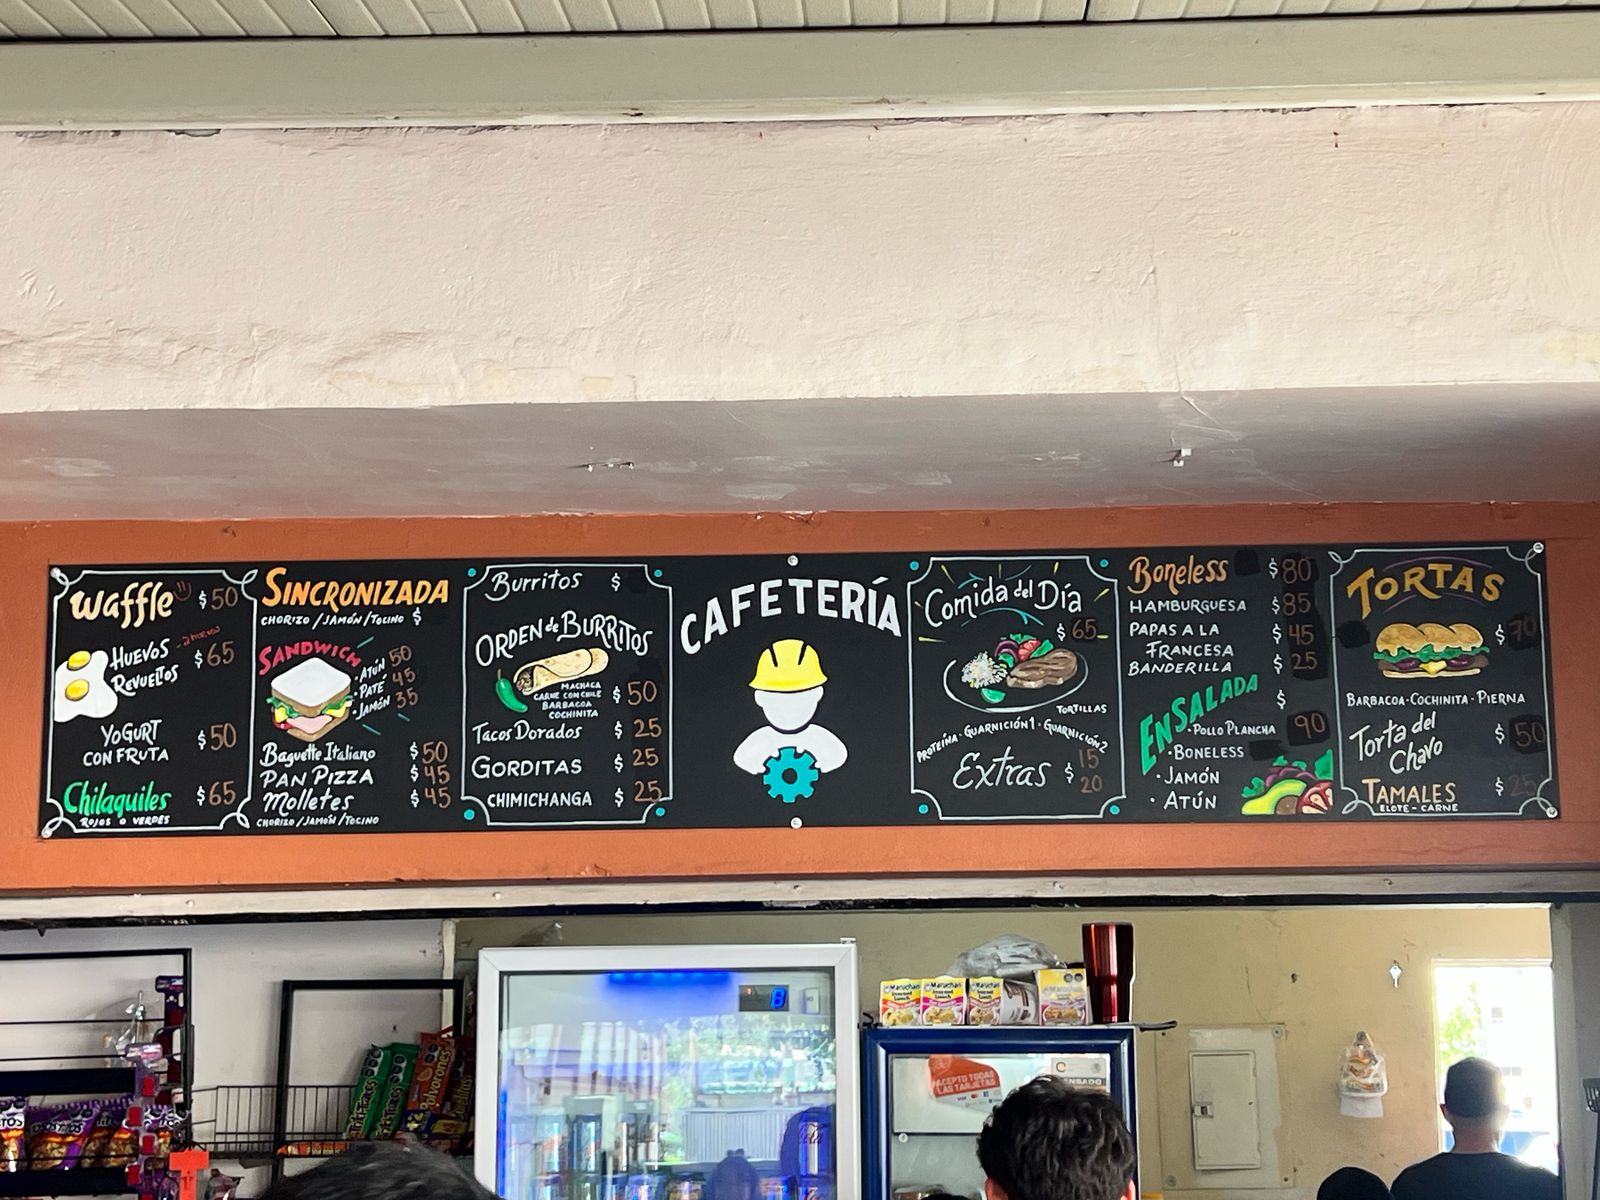 Waffle $50
2 huevos
HUEVOS REVUELTOS $65
YOGURT CON FRUTA $50
Chilaquiles $65
ROJOS O VERDES
SINCRONIZADA
CHORIZO / JAMÓN / TOCINO $
SANDWICH
· ATÚN 50
· PATÉ 45
· JAMÓN 35
Baguette Italiano $50
PAN PIZZA $45
Molletes $45
CHORIZO / JAMÓN / TOCINO
Burritos $
ORDEN de BURRITOS
MACHACA
CARNE CON CHILE
BARBACOA
COCHINITA
$50
Tacos Dorados $25
GORDITAS $25
CHIMICHANGA $25
CAFETERÍA
Comida del Día
$65
TORTILLAS
PROTEÍNA · GUARNICIÓN 1 · GUARNICIÓN 2
Extras $ 15
20
Boneless $80
HAMBURGUESA $85
PAPAS A LA FRANCESA $45
BANDERILLA $25
ENSALADA $
· POLLO PLANCHA 90
· BONELESS
· JAMÓN
· ATÚN
TORTAS
$70
BARBACOA · COCHINITA · PIERNA
Torta del Chavo $50
TAMALES $25
ELOTE - CARNE
8
Maruchan
Maruchan
Maruchan
ACEPTO TODAS
LAS TARJETAS